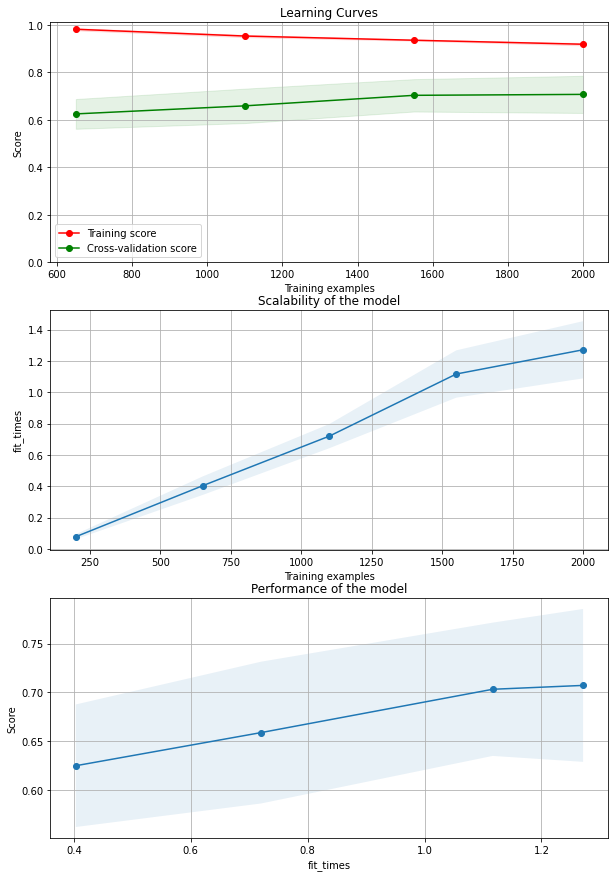 Learning Curves
1.0
0.8
0.6
0.4
0.2
0.0
Score
Training score
Cross-validation score
600 800 1000 1200 1400 1600 1800 2000
Training examples
Scalability of the model
1.4
1.2
1.0
0.8
0.6
0.4
0.2
0.0
fit_times
250 500 750 1000 1250 1500 1750 2000
Training examples
Performance of the model
0.75
0.70
0.65
0.60
Score
0.4 0.6 0.8 1.0 1.2
fit_times